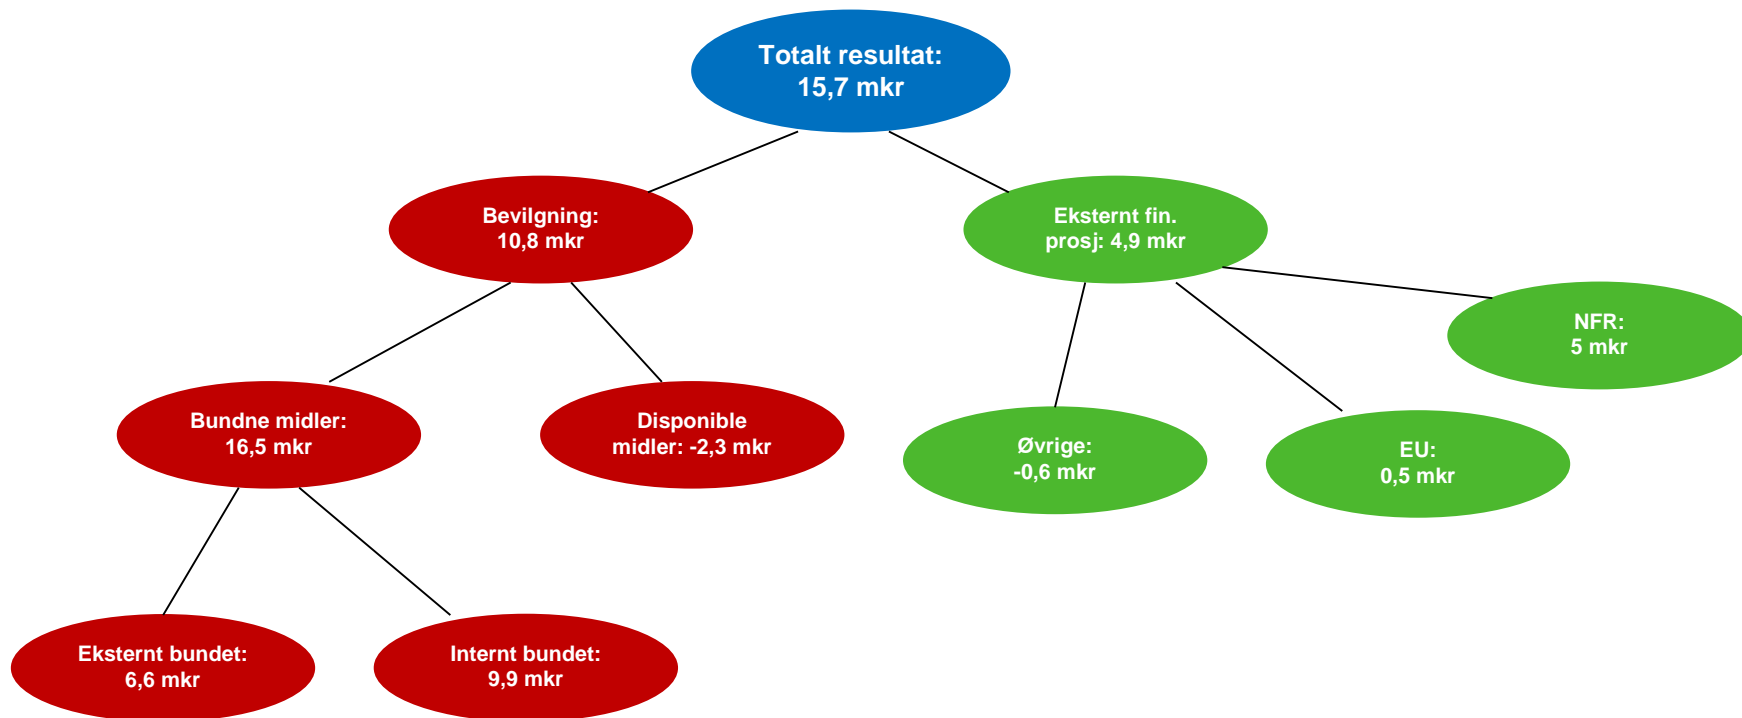 Totalt resultat:
15,7 mkr
Bevilgning:
10,8 mkr
Eksternt fin.
prosj: 4,9 mkr
NFR:
5 mkr
Bundne midler:
16,5 mkr
Disponible
midler: -2,3 mkr
Øvrige:
-0,6 mkr
EU:
0,5 mkr
Eksternt bundet:
6,6 mkr
Internt bundet:
9,9 mkr